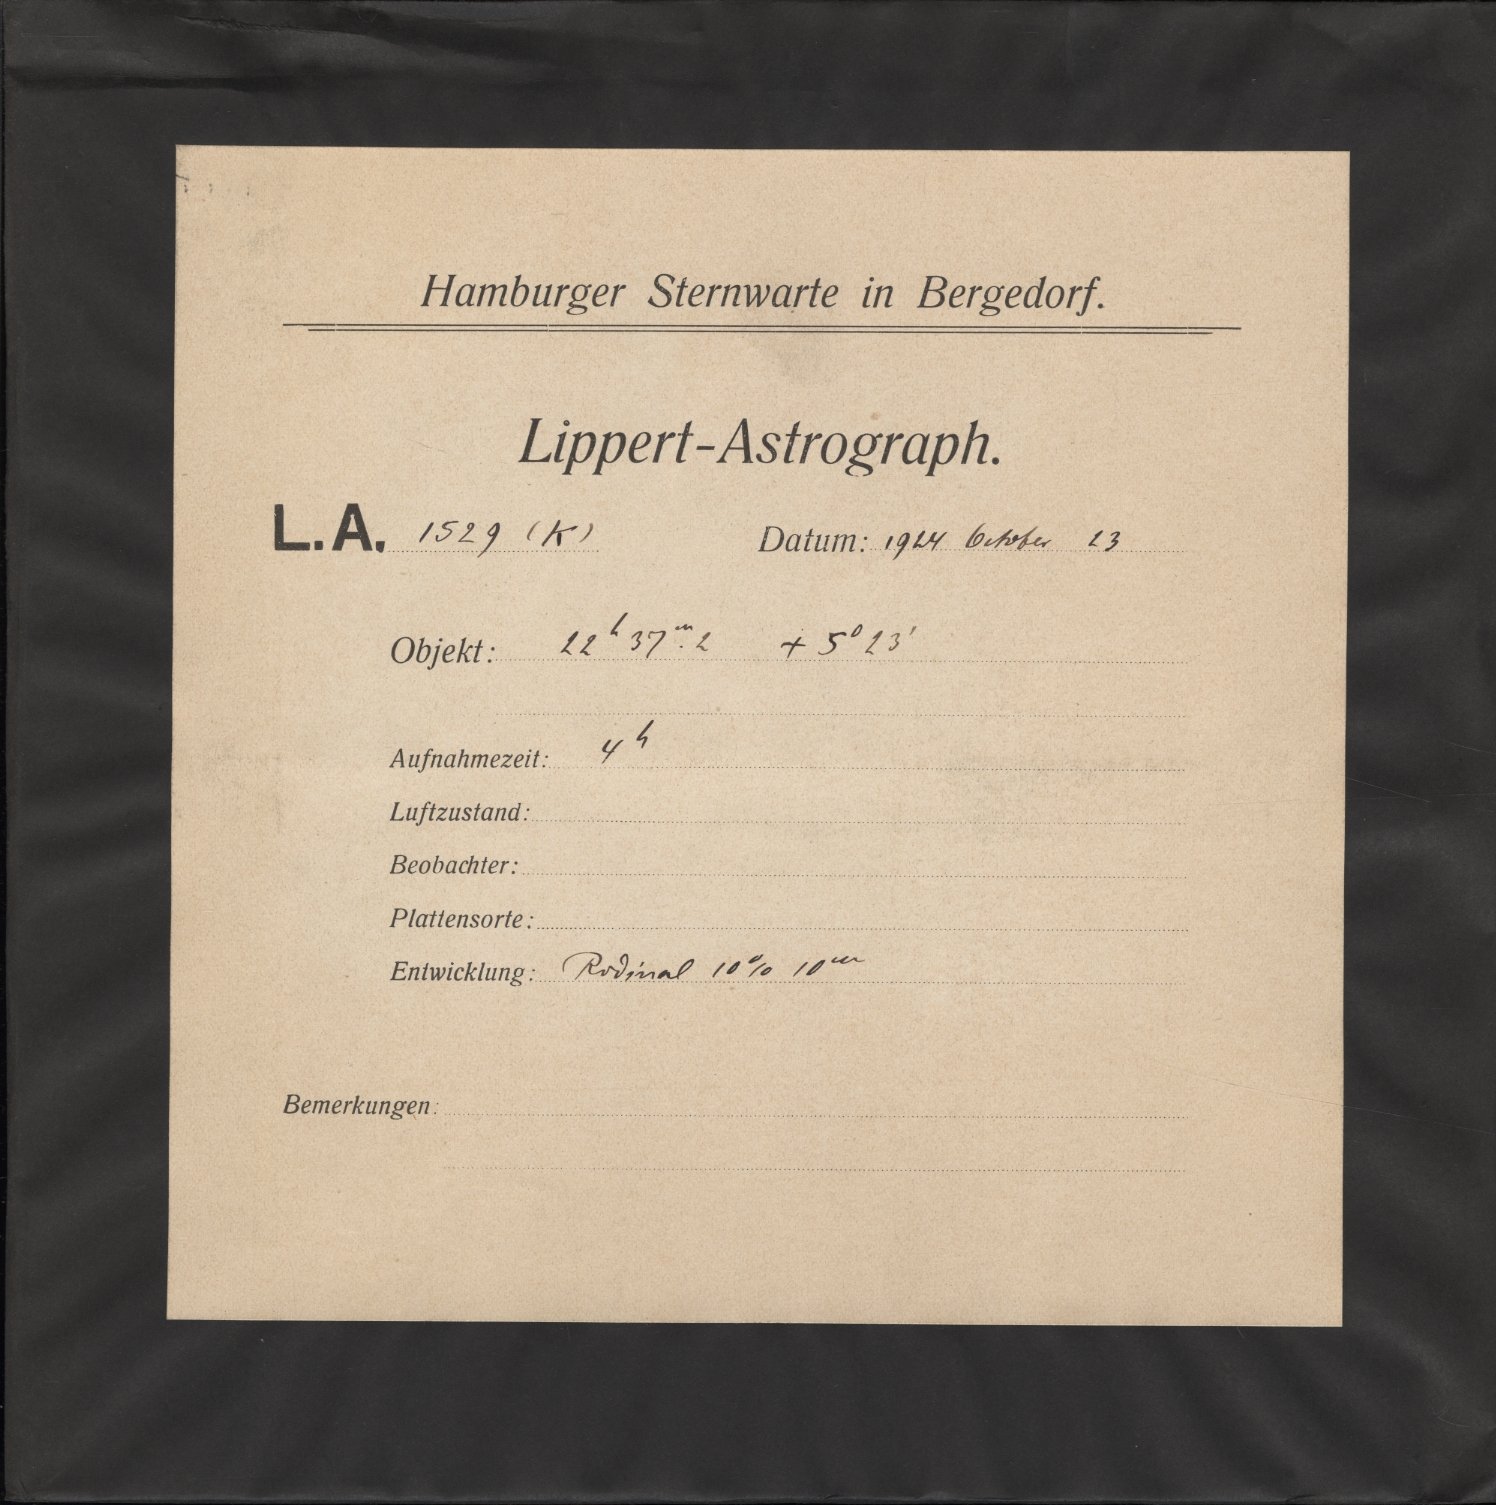 Hamburger Sternwarte in Bergedorf.
Lippert-Astrograph.
L.A. 1529 (K) Datum: 1924 October 23
Objekt: 22ʰ 37ᵐ.2 + 5° 23'
Aufnahmezeit: 4ʰ
Luftzustand:
Beobachter:
Plattensorte:
Entwicklung: Rodinal 10% 10ᵐ
Bemerkungen: